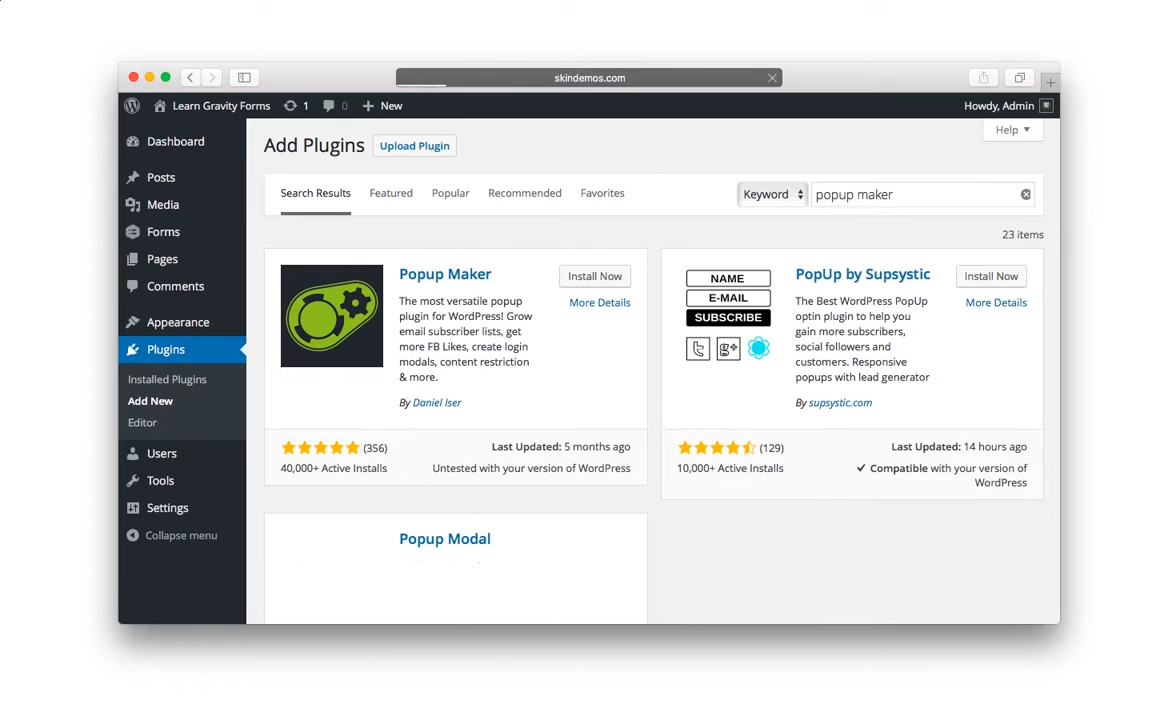 skindemos.com
Learn Gravity Forms 1 0 New Howdy, Admin
Help
Dashboard
Posts
Media
Forms
Pages
Comments
Appearance
Plugins
Installed Plugins
Add New
Editor
Users
Tools
Settings
Collapse menu
Add Plugins Upload Plugin
Search Results Featured Popular Recommended Favorites Keyword popup maker
23 items
Popup Maker
Install Now
More Details
The most versatile popup
plugin for WordPress! Grow
email subscriber lists, get
more FB Likes, create login
modals, content restriction
& more.
By Daniel Iser
(356)
Last Updated: 5 months ago
40,000+ Active Installs
Untested with your version of WordPress
NAME
E-MAIL
SUBSCRIBE
g+
PopUp by Supsystic
Install Now
More Details
The Best WordPress PopUp
optin plugin to help you
gain more subscribers,
social followers and
customers. Responsive
popups with lead generator
By supsystic.com
(129)
Last Updated: 14 hours ago
10,000+ Active Installs
✓ Compatible with your version of
WordPress
Popup Modal